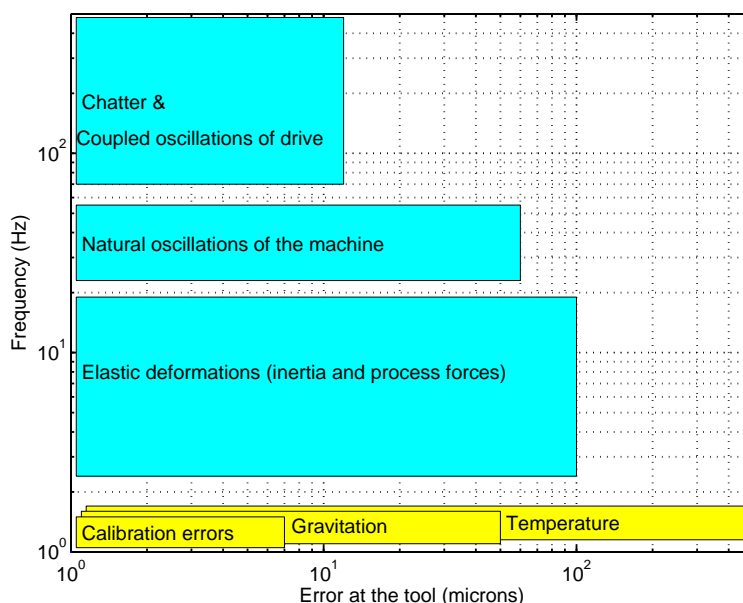 Chatter &
Coupled oscillations of drive
10^2
Natural oscillations of the machine
Frequency (Hz)
10^1
Elastic deformations (inertia and process forces)
Temperature
Gravitation
Calibration errors
10^0
10^0
10^1
10^2
Error at the tool (microns)